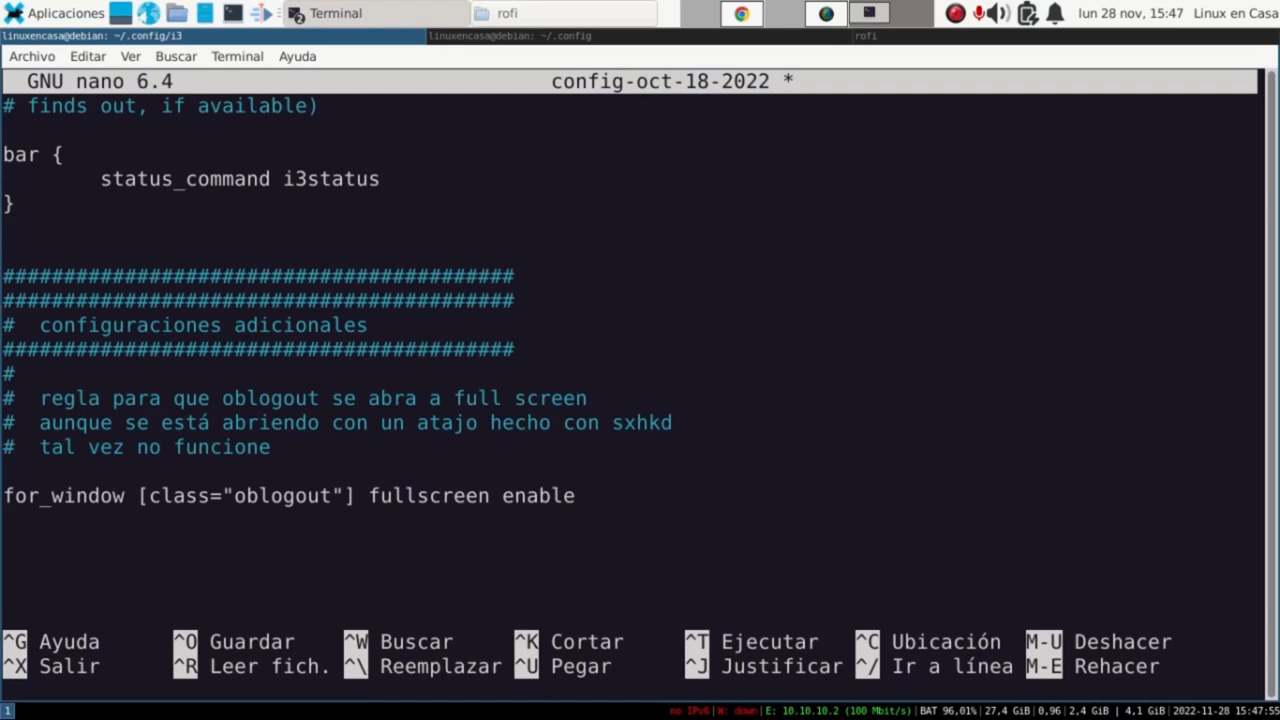 Aplicaciones Terminal rofi lun 28 nov, 15:47 Linux en Casa
linuxencasa@debian: ~/.config/i3 linuxencasa@debian: ~/.config rofi
Archivo Editar Ver Buscar Terminal Ayuda
GNU nano 6.4 config-oct-18-2022 *
# finds out, if available)
bar {
status_command i3status
}
##########################################
##########################################
# configuraciones adicionales
##########################################
#
# regla para que oblogout se abra a full screen
# aunque se está abriendo con un atajo hecho con sxhkd
# tal vez no funcione
for_window [class="oblogout"] fullscreen enable
^G Ayuda ^O Guardar ^W Buscar ^K Cortar ^T Ejecutar ^C Ubicación M-U Deshacer
^X Salir ^R Leer fich. ^\ Reemplazar ^U Pegar ^J Justificar ^/ Ir a línea M-E Rehacer
1 no IPv6|W: down|E: 10.10.10.2 (100 Mbit/s)|BAT 96,01%|27,4 GiB|0,96|2,4 GiB | 4,1 GiB|2022-11-28 15:47:55